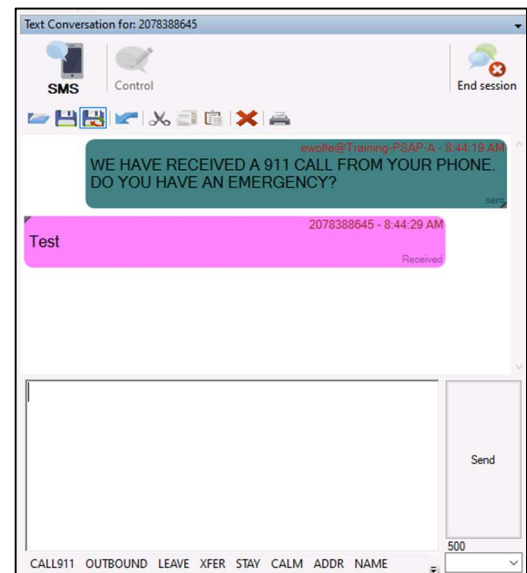 Text Conversation for: 2078388645
SMS
Control
End session
ewolfe@Training-PSAP-A - 8:44:19 AM
WE HAVE RECEIVED A 911 CALL FROM YOUR PHONE.
DO YOU HAVE AN EMERGENCY?
sent
2078388645 - 8:44:29 AM
Test
Received
Send
500
CALL911 OUTBOUND LEAVE XFER STAY CALM ADDR NAME